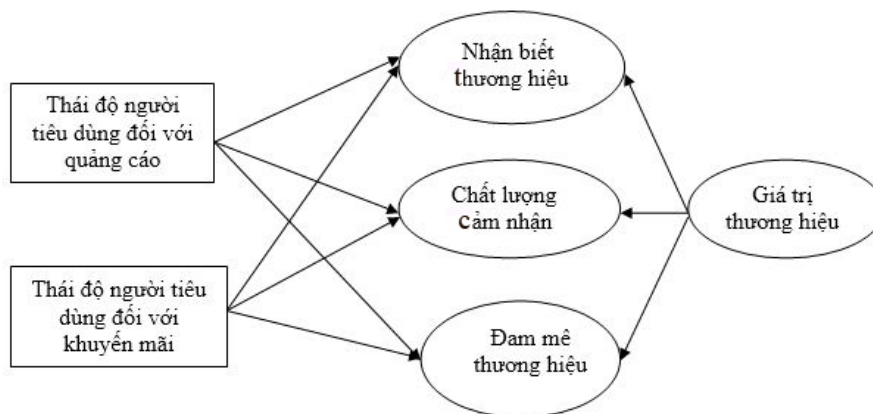 Nhận biết
thương hiệu
Thái độ người
tiêu dùng đối với
quảng cáo
Chất lượng
cảm nhận
Giá trị
thương hiệu
Thái độ người tiêu
dùng đối với
khuyến mãi
Đam mê
thương hiệu